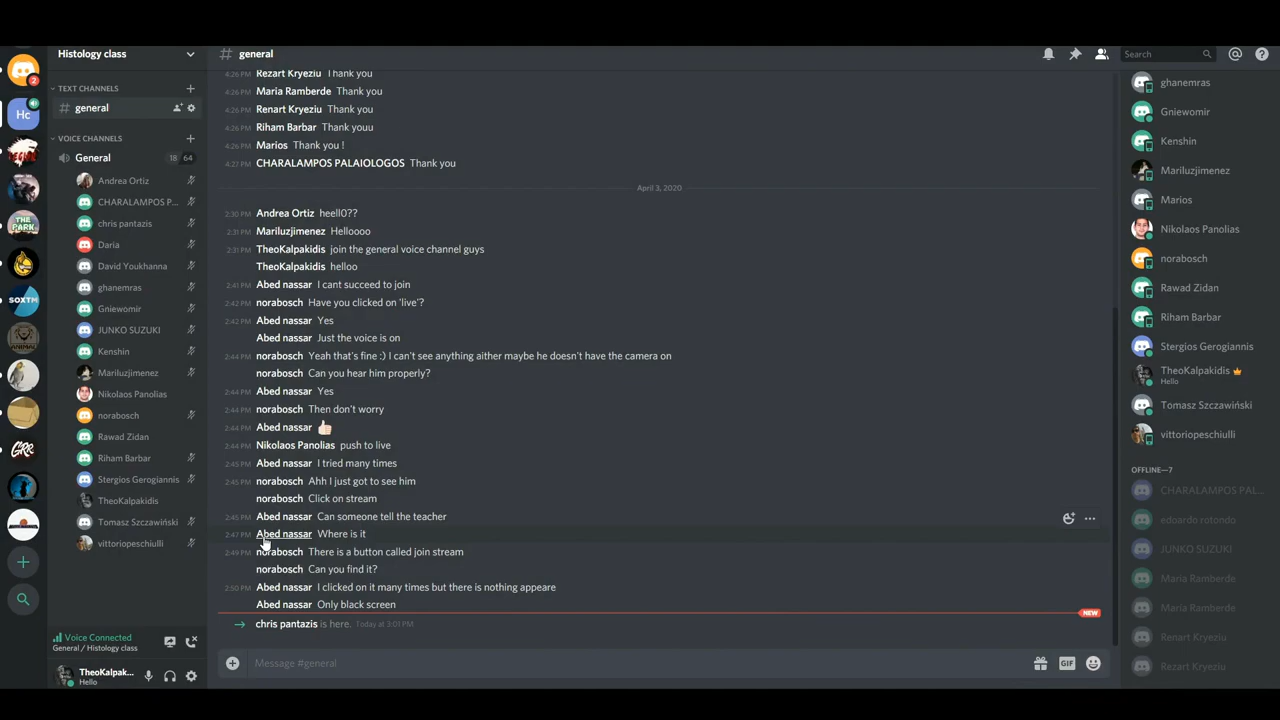 Histology class
# general
Search
2
Hc
TEXT CHANNELS
# general
VOICE CHANNELS
General 18 64
Andrea Ortiz
CHARALAMPOS P...
chris pantazis
Daria
David Youkhanna
ghanemras
Gniewomir
JUNKO SUZUKI
Kenshin
Mariluzjimenez
Nikolaos Panolias
norabosch
Rawad Zidan
Riham Barbar
Stergios Gerogiannis
TheoKalpakidis
Tomasz Szczawiński
vittoriopeschiulli
THE PARK
SOXTM
ANIMAL
GRR
Voice Connected
General / Histology class
TheoKalpak...
Hello
4:26 PM Rezart Kryeziu Thank you
4:26 PM Maria Ramberde Thank you
4:26 PM Renart Kryeziu Thank you
4:26 PM Riham Barbar Thank youu
4:26 PM Marios Thank you !
4:27 PM CHARALAMPOS PALAIOLOGOS Thank you
April 3, 2020
2:30 PM Andrea Ortiz heell0??
2:31 PM Mariluzjimenez Helloooo
2:31 PM TheoKalpakidis join the general voice channel guys
TheoKalpakidis helloo
2:41 PM Abed nassar I cant succeed to join
2:42 PM norabosch Have you clicked on 'live'?
2:42 PM Abed nassar Yes
Abed nassar Just the voice is on
2:44 PM norabosch Yeah that's fine :) I can't see anything aither maybe he doesn't have the camera on
norabosch Can you hear him properly?
2:44 PM Abed nassar Yes
2:44 PM norabosch Then don't worry
2:44 PM Abed nassar 👍🏻
2:44 PM Nikolaos Panolias push to live
2:45 PM Abed nassar I tried many times
2:45 PM norabosch Ahh I just got to see him
norabosch Click on stream
2:45 PM Abed nassar Can someone tell the teacher
2:47 PM Abed nassar Where is it
2:49 PM norabosch There is a button called join stream
norabosch Can you find it?
2:50 PM Abed nassar I clicked on it many times but there is nothing appeare
Abed nassar Only black screen
NEW
chris pantazis is here. Today at 3:01 PM
Message #general
GIF
ghanemras
Gniewomir
Kenshin
Mariluzjimenez
Marios
Nikolaos Panolias
norabosch
Rawad Zidan
Riham Barbar
Stergios Gerogiannis
TheoKalpakidis
Hello
Tomasz Szczawiński
vittoriopeschiulli
OFFLINE—7
CHARALAMPOS PAL...
edoardo rotondo
JUNKO SUZUKI
Maria Ramberde
Maria Ramberde
Renart Kryeziu
Rezart Kryeziu